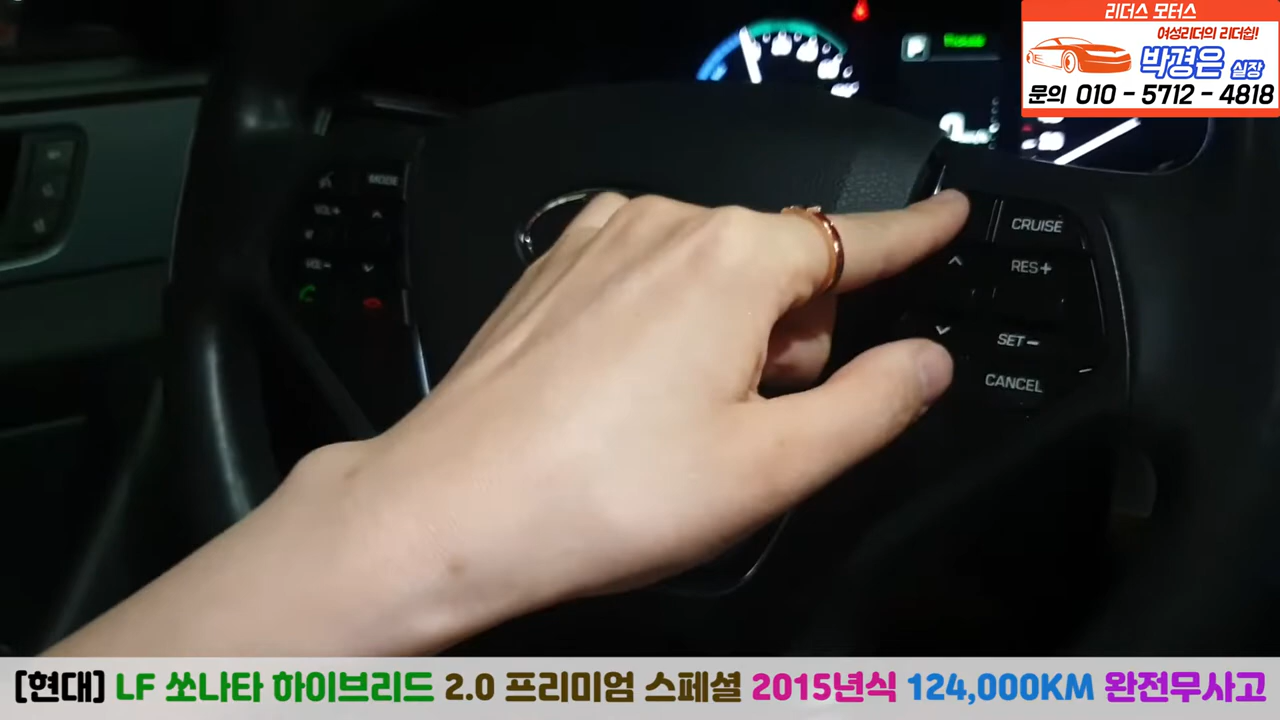 리더스 모터스
여성리더의 리더쉽!
박경은 실장
문의 010 - 5712 - 4818
P
MODE
VOL+
VOL-
CRUISE
RES+
SET-
CANCEL
[현대] LF 쏘나타 하이브리드 2.0 프리미엄 스페셜 2015년식 124,000KM 완전무사고